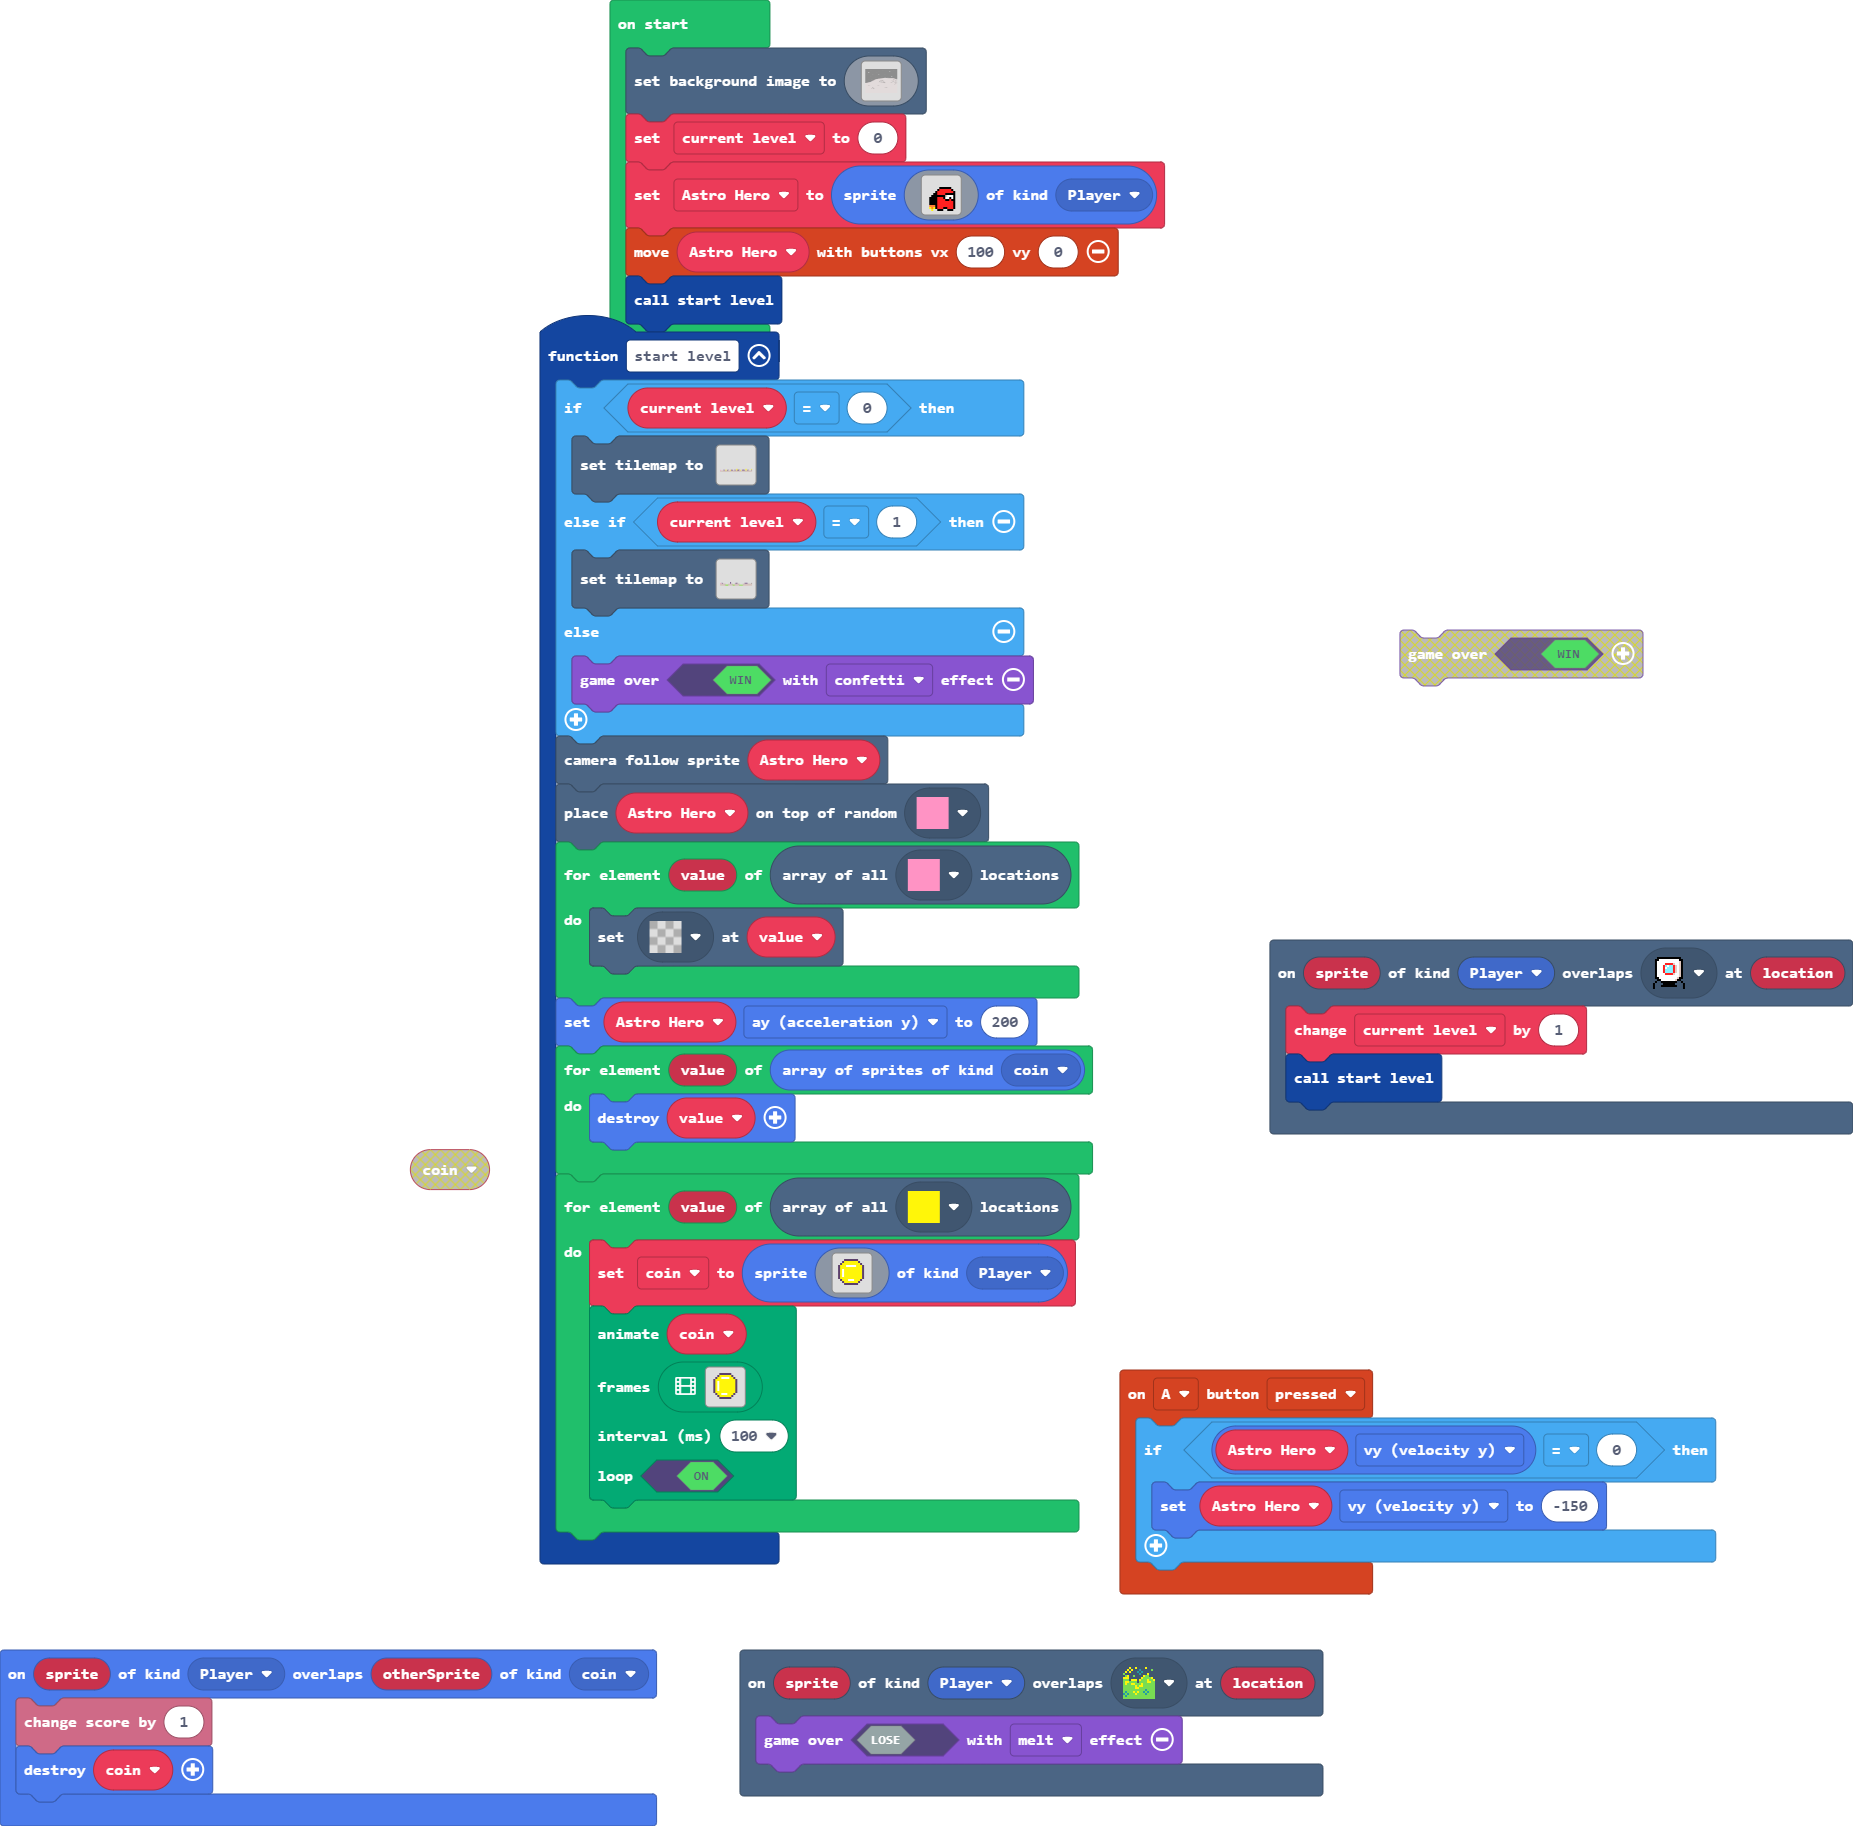 on start
set background image to
set current level to 0
set Astro Hero to sprite of kind Player
move Astro Hero with buttons vx 100 vy 0
call start level
function start level
if current level = 0 then
set tilemap to
else if current level = 1 then
set tilemap to
else
game over WIN with confetti effect
camera follow sprite Astro Hero
place Astro Hero on top of random
for element value of array of all locations
do set at value
set Astro Hero ay (acceleration y) to 200
for element value of array of sprites of kind coin
do destroy value
for element value of array of all locations
do set coin to sprite of kind Player
animate coin
frames
interval (ms) 100
loop ON
game over WIN
on sprite of kind Player overlaps at location
change current level by 1
call start level
coin
on A button pressed
if Astro Hero vy (velocity y) = 0 then
set Astro Hero vy (velocity y) to -150
on sprite of kind Player overlaps otherSprite of kind coin
change score by 1
destroy coin
on sprite of kind Player overlaps at location
game over LOSE with melt effect